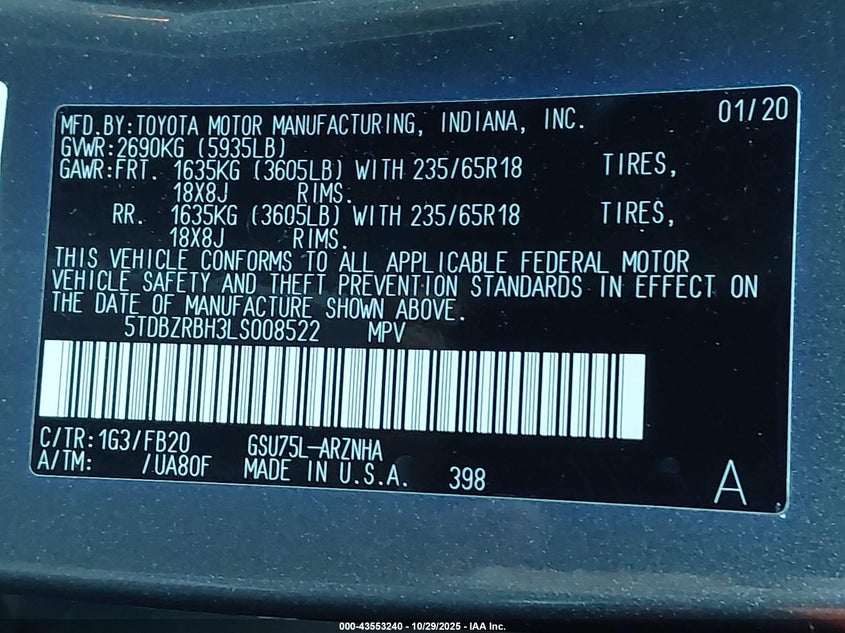 MFD.BY:TOYOTA MOTOR MANUFACTURING, INDIANA, INC. 01/20
GVWR:2690KG (5935LB)
GAWR:FRT. 1635KG (3605LB) WITH 235/65R18 TIRES,
18X8J RIMS.
RR. 1635KG (3605LB) WITH 235/65R18 TIRES,
18X8J RIMS.
THIS VEHICLE CONFORMS TO ALL APPLICABLE FEDERAL MOTOR
VEHICLE SAFETY AND THEFT PREVENTION STANDARDS IN EFFECT ON
THE DATE OF MANUFACTURE SHOWN ABOVE.
5TDBZRBH3LS008522 MPV
C/TR:1G3/FB20 GSU75L-ARZNHA
A/TM: /UA80F MADE IN U.S.A. 398 A
000-43553240 - 10/29/2025 - IAA Inc.